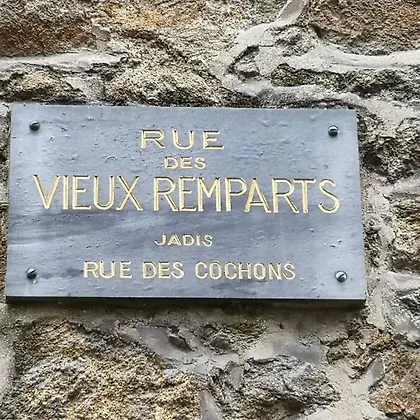 RUE
DES
VIEUX REMPARTS
JADIS
RUE DES COCHONS